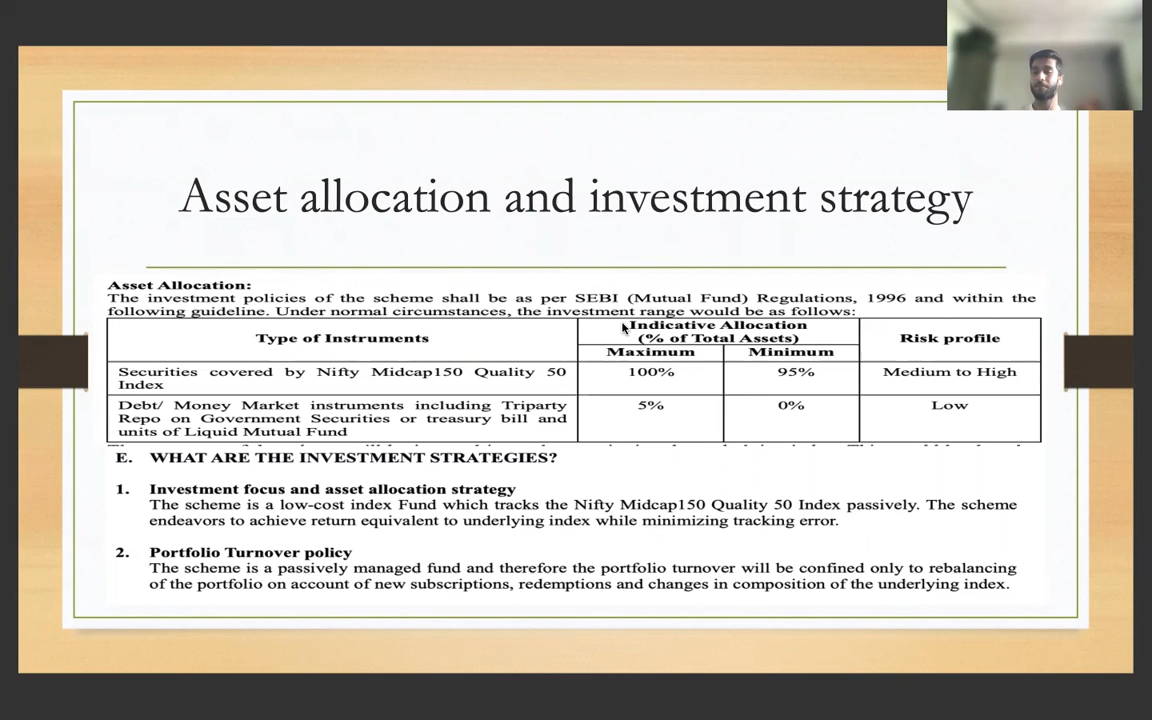 Asset allocation and investment strategy
Asset Allocation:
The investment policies of the scheme shall be as per SEBI (Mutual Fund) Regulations, 1996 and within the
following guideline. Under normal circumstances, the investment range would be as follows:
Type of Instruments
Indicative Allocation
(% of Total Assets)
Risk profile
Maximum
Minimum
Securities covered by Nifty Midcap150 Quality 50
Index
100%
95%
Medium to High
Debt/ Money Market instruments including Triparty
Repo on Government Securities or treasury bill and
units of Liquid Mutual Fund
5%
0%
Low
E. WHAT ARE THE INVESTMENT STRATEGIES?
1. Investment focus and asset allocation strategy
The scheme is a low-cost index Fund which tracks the Nifty Midcap150 Quality 50 Index passively. The scheme
endeavors to achieve return equivalent to underlying index while minimizing tracking error.
2. Portfolio Turnover policy
The scheme is a passively managed fund and therefore the portfolio turnover will be confined only to rebalancing
of the portfolio on account of new subscriptions, redemptions and changes in composition of the underlying index.